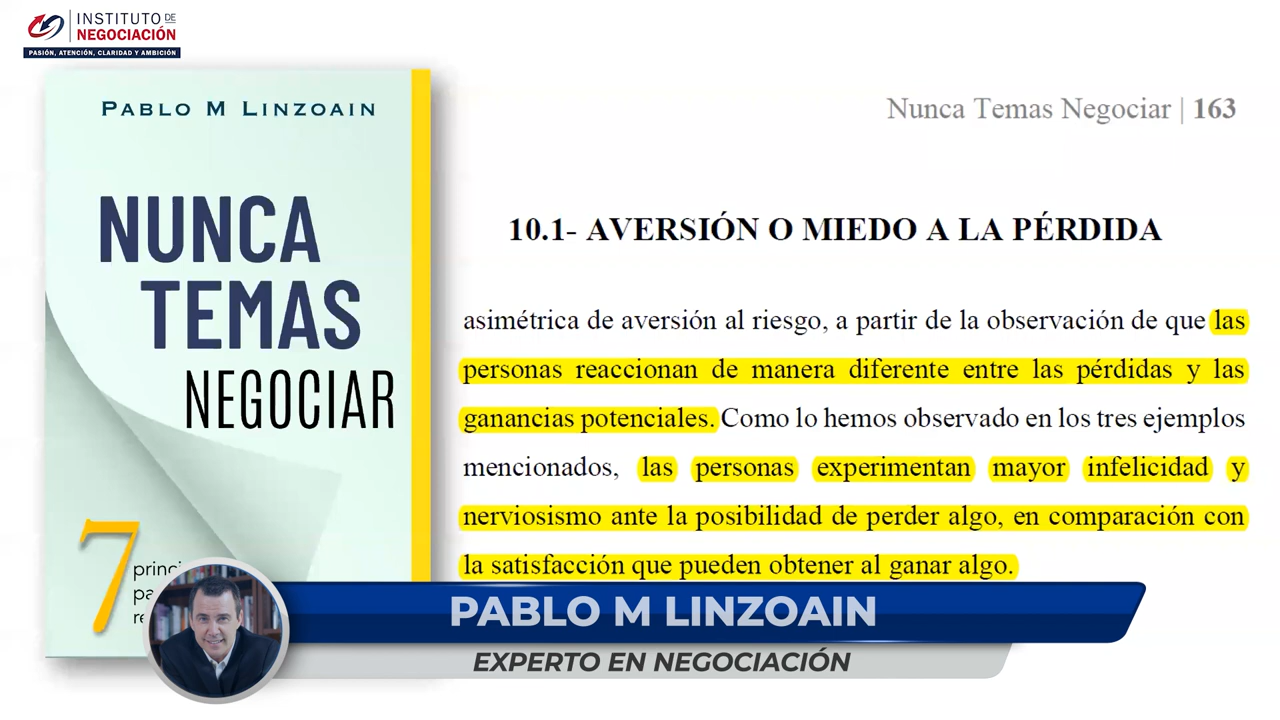 INSTITUTO DE
NEGOCIACIÓN
PASIÓN, ATENCIÓN, CLARIDAD Y AMBICIÓN
PABLO M LINZOAIN
NUNCA
TEMAS
NEGOCIAR
7
Nunca Temas Negociar | 163
10.1- AVERSIÓN O MIEDO A LA PÉRDIDA
asimétrica de aversión al riesgo, a partir de la observación de que las
personas reaccionan de manera diferente entre las pérdidas y las
ganancias potenciales. Como lo hemos observado en los tres ejemplos
mencionados, las personas experimentan mayor infelicidad y
nerviosismo ante la posibilidad de perder algo, en comparación con
la satisfacción que pueden obtener al ganar algo.
PABLO M LINZOAIN
EXPERTO EN NEGOCIACIÓN